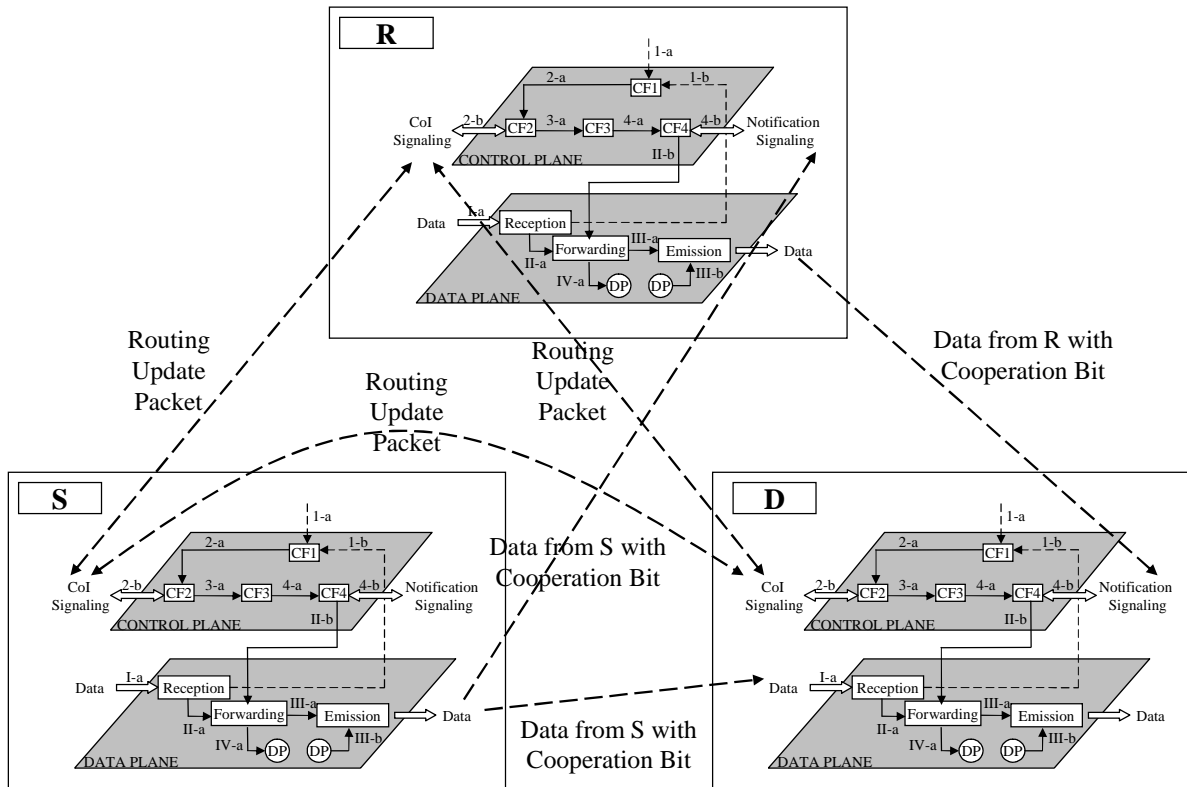 R
1-a
2-a
1-b
CF1
CoI
Signaling
2-b
CF2
3-a
CF3
4-a
CF4
4-b
Notification
Signaling
CONTROL PLANE
II-b
Data
I-a
Reception
Forwarding
III-a
Emission
Data
II-a
IV-a
DP
DP
III-b
DATA PLANE
Routing
Update
Packet
Routing
Update
Packet
Routing
Update
Packet
Data from R with
Cooperation Bit
S
1-a
2-a
1-b
CF1
CoI
Signaling
2-b
CF2
3-a
CF3
4-a
CF4
4-b
Notification
Signaling
CONTROL PLANE
II-b
Data
I-a
Reception
Forwarding
III-a
Emission
Data
II-a
IV-a
DP
DP
III-b
DATA PLANE
Data from S with
Cooperation Bit
Data from S with
Cooperation Bit
D
1-a
2-a
1-b
CF1
CoI
Signaling
2-b
CF2
3-a
CF3
4-a
CF4
4-b
Notification
Signaling
CONTROL PLANE
II-b
Data
I-a
Reception
Forwarding
III-a
Emission
Data
II-a
IV-a
DP
DP
III-b
DATA PLANE